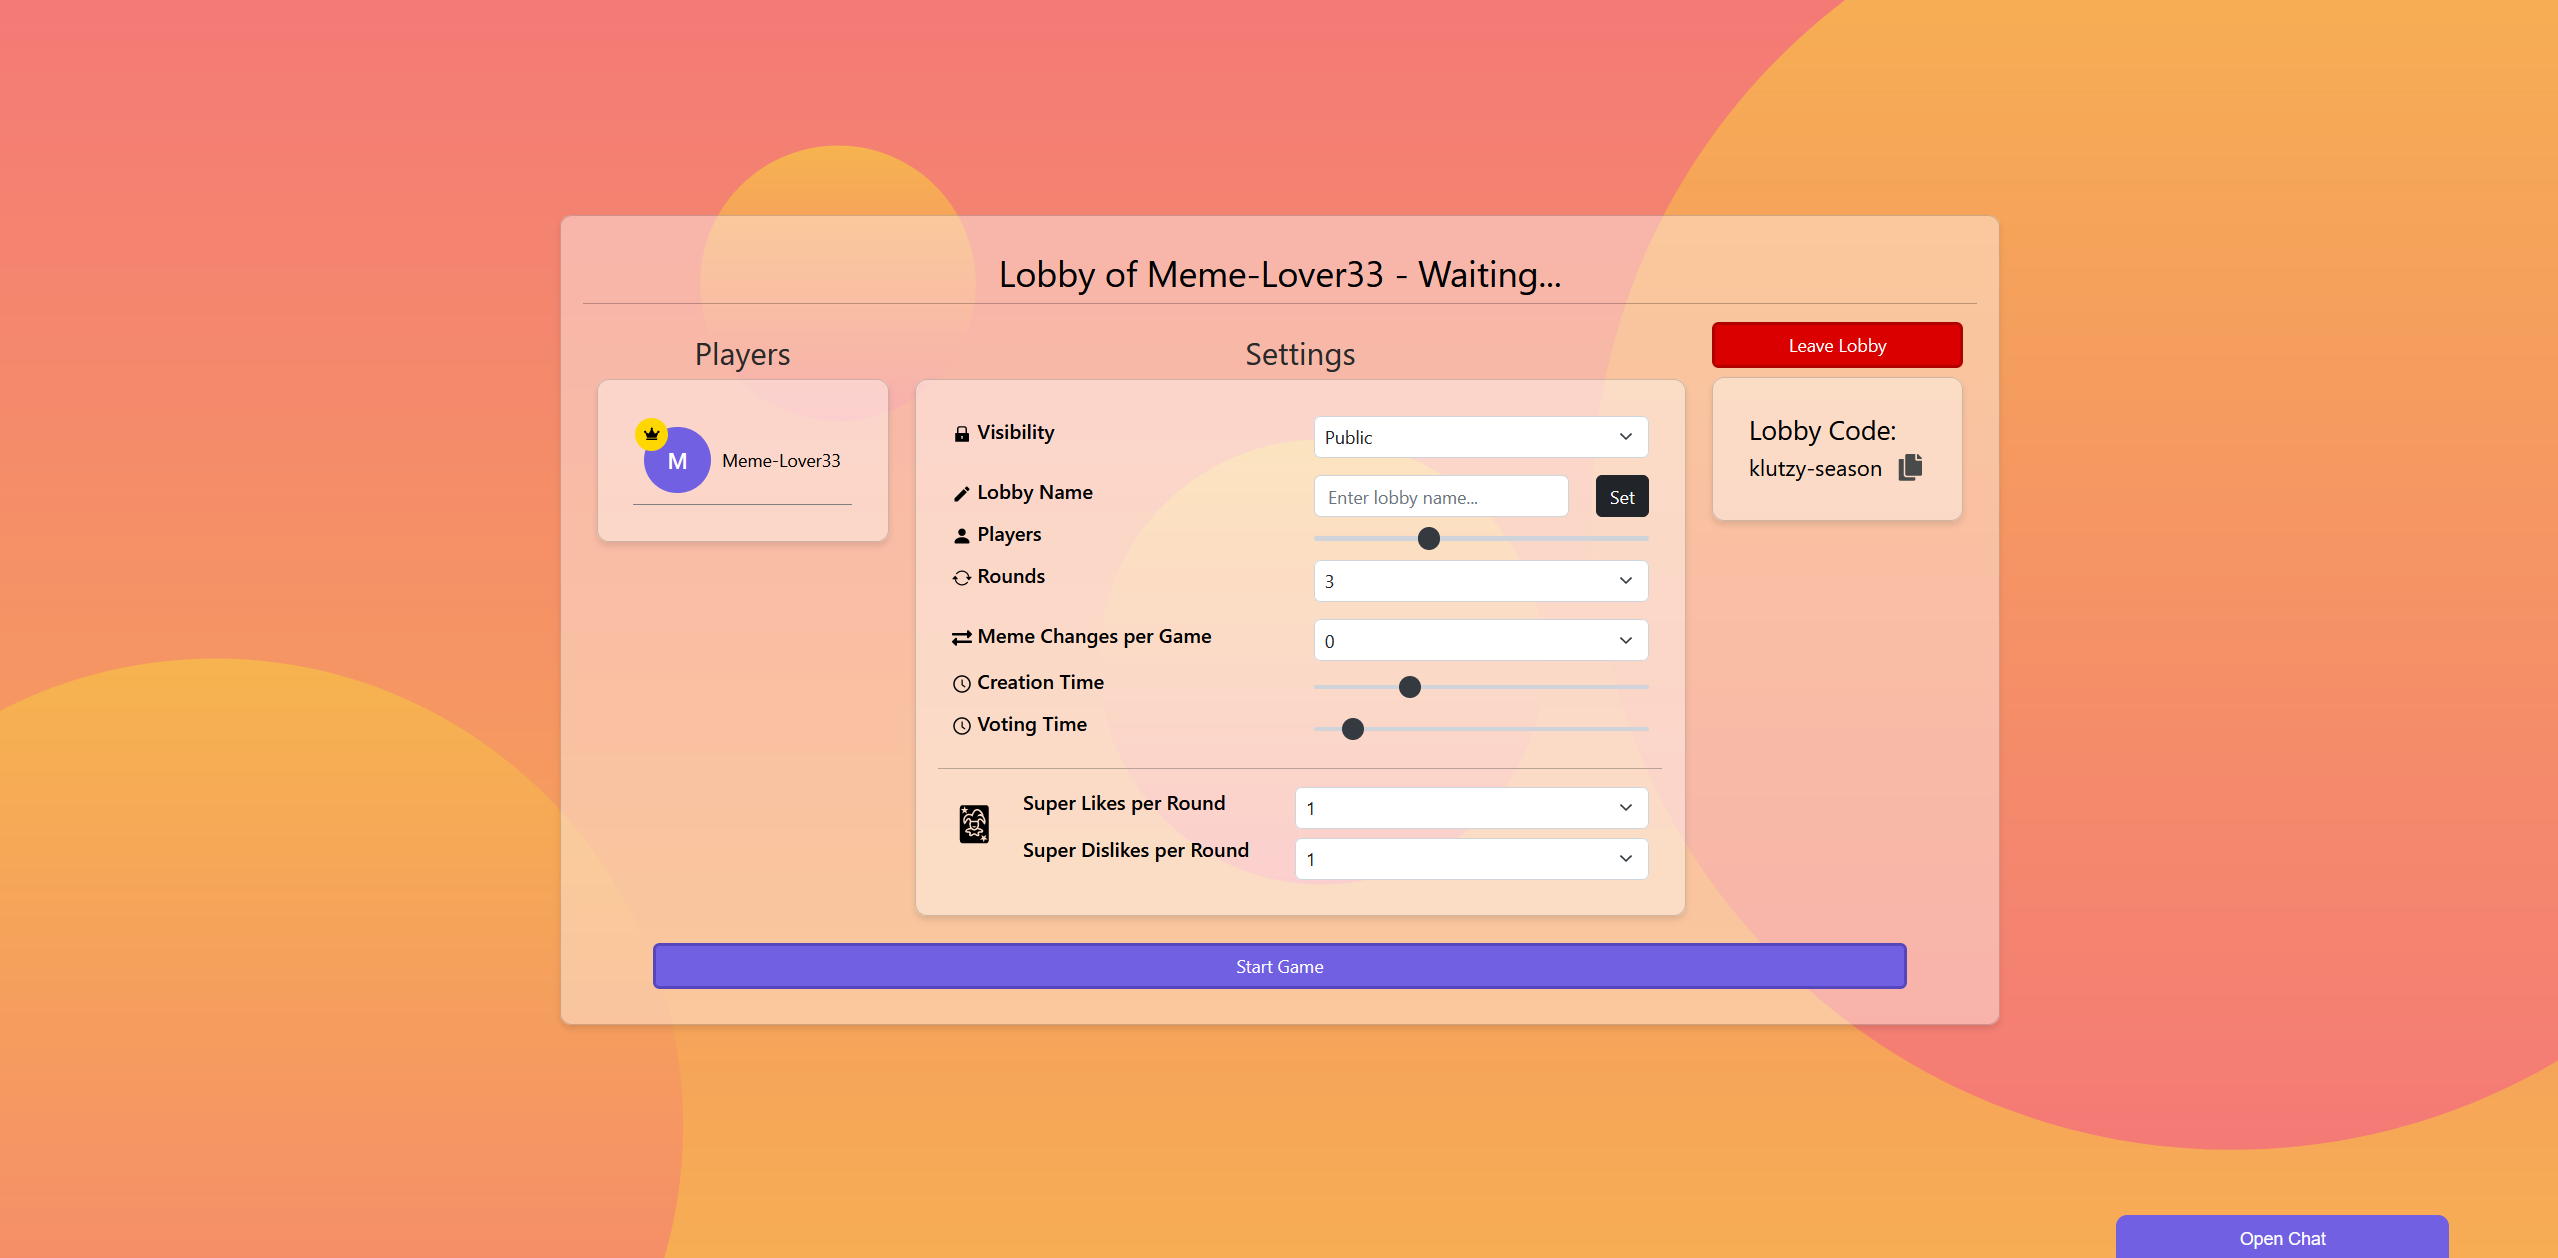 Lobby of Meme-Lover33 - Waiting...
Players
M
Meme-Lover33
Settings
Visibility
Public
Lobby Name
Enter lobby name...
Set
Players
Rounds
3
Meme Changes per Game
0
Creation Time
Voting Time
Super Likes per Round
1
Super Dislikes per Round
1
Leave Lobby
Lobby Code:
klutzy-season
Start Game
Open Chat